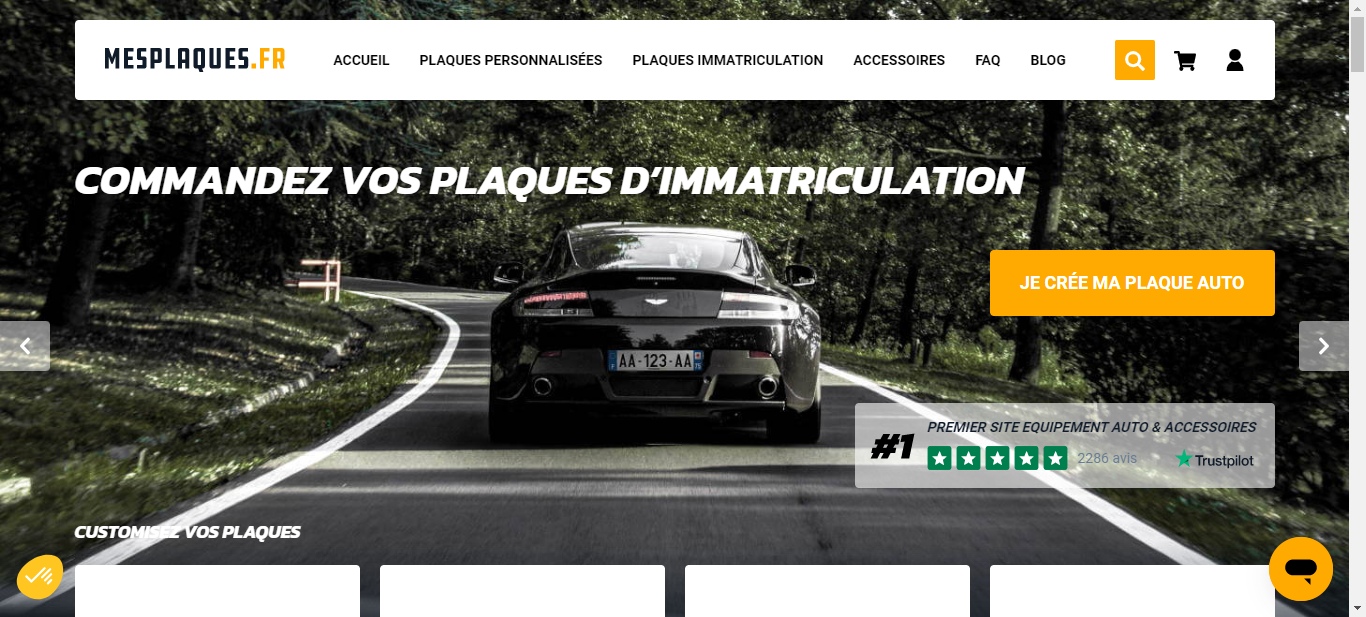 MESPLAQUES.FR
ACCUEIL PLAQUES PERSONNALISÉES PLAQUES IMMATRICULATION ACCESSOIRES FAQ BLOG
COMMANDEZ VOS PLAQUES D’IMMATRICULATION
JE CRÉE MA PLAQUE AUTO
AA-123-AA
F 75
PREMIER SITE EQUIPEMENT AUTO & ACCESSOIRES
#1
2286 avis Trustpilot
CUSTOMISEZ VOS PLAQUES